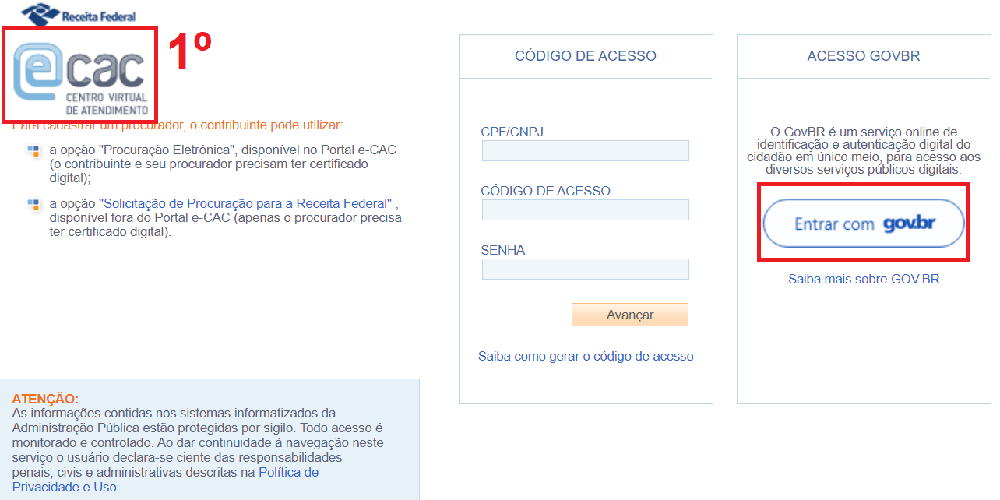 Receita Federal
e cac
CENTRO VIRTUAL
DE ATENDIMENTO
1º
Para cadastrar um procurador, o contribuinte pode utilizar:
a opção "Procuração Eletrônica", disponível no Portal e-CAC
(o contribuinte e seu procurador precisam ter certificado
digital);
a opção "Solicitação de Procuração para a Receita Federal" ,
disponível fora do Portal e-CAC (apenas o procurador precisa
ter certificado digital).
ATENÇÃO:
As informações contidas nos sistemas informatizados da
Administração Pública estão protegidas por sigilo. Todo acesso é
monitorado e controlado. Ao dar continuidade à navegação neste
serviço o usuário declara-se ciente das responsabilidades
penais, civis e administrativas descritas na Política de
Privacidade e Uso
CÓDIGO DE ACESSO
CPF/CNPJ
CÓDIGO DE ACESSO
SENHA
Avançar
Saiba como gerar o código de acesso
ACESSO GOVBR
O GovBR é um serviço online de
identificação e autenticação digital do
cidadão em único meio, para acesso aos
diversos serviços públicos digitais.
Entrar com gov.br
Saiba mais sobre GOV.BR